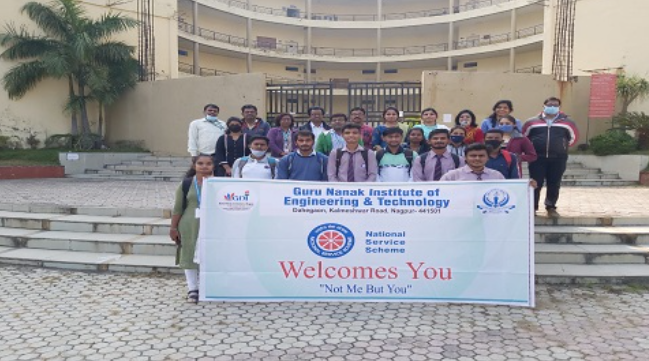 Guru Nanak Institute of
Engineering & Technology
Dahegaon, Kalmeshwar Road, Nagpur- 441501
National
Service
Scheme
Welcomes You
"Not Me But You"